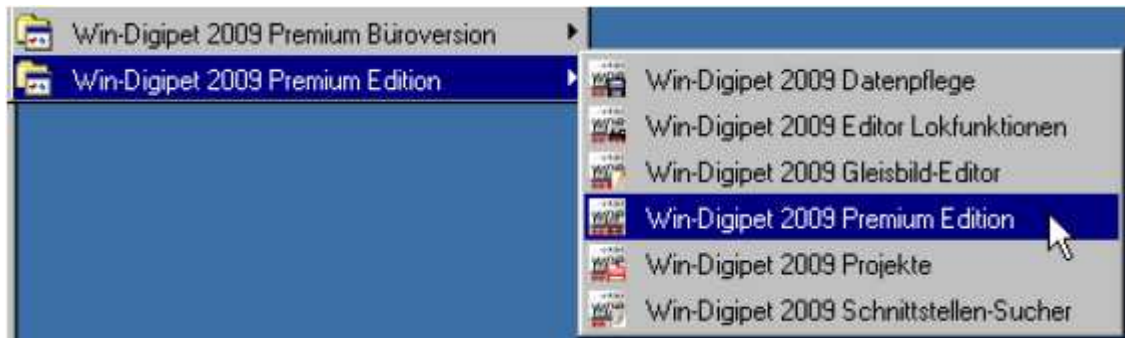 Win-Digipet 2009 Premium Büroversion
Win-Digipet 2009 Premium Edition
Win-Digipet 2009 Datenpflege
Win-Digipet 2009 Editor Lokfunktionen
Win-Digipet 2009 Gleisbild-Editor
Win-Digipet 2009 Premium Edition
Win-Digipet 2009 Projekte
Win-Digipet 2009 Schnittstellen-Sucher